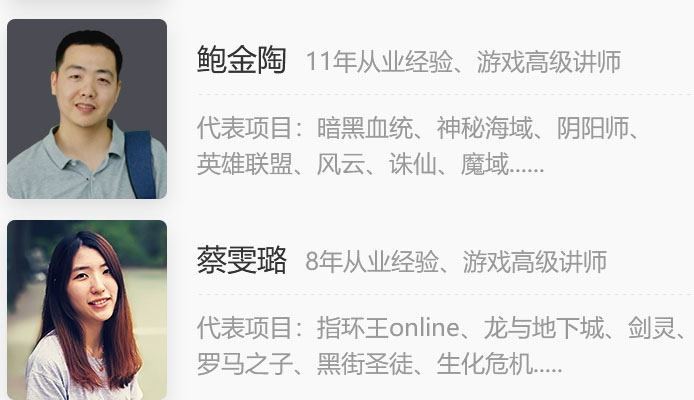 鲍金陶 11年从业经验、游戏高级讲师
代表项目：暗黑血统、神秘海域、阴阳师、
英雄联盟、风云、诛仙、魔域......
蔡雯璐 8年从业经验、游戏高级讲师
代表项目：指环王online、龙与地下城、剑灵、
罗马之子、黑街圣徒、生化危机.....